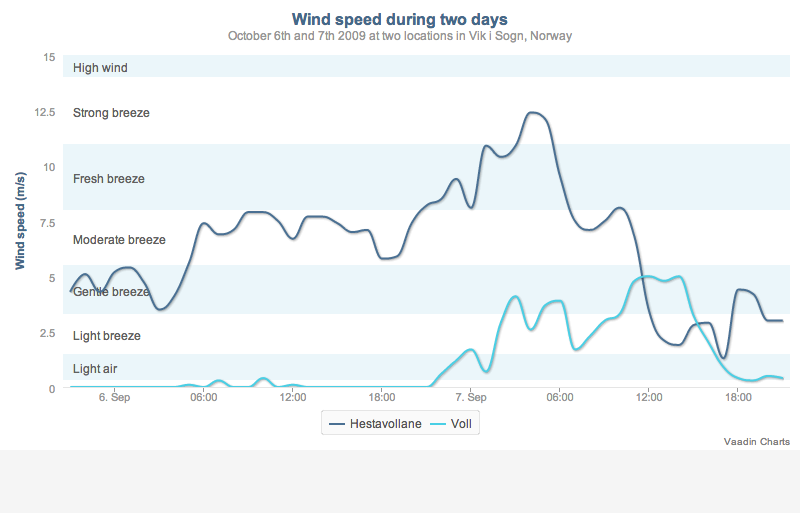 Wind speed during two days
October 6th and 7th 2009 at two locations in Vik i Sogn, Norway
Wind speed (m/s)
15
12.5
10
7.5
5
2.5
0
High wind
Strong breeze
Fresh breeze
Moderate breeze
Gentle breeze
Light breeze
Light air
6. Sep
06:00
12:00
18:00
7. Sep
06:00
12:00
18:00
Hestavollane
Voll
Vaadin Charts